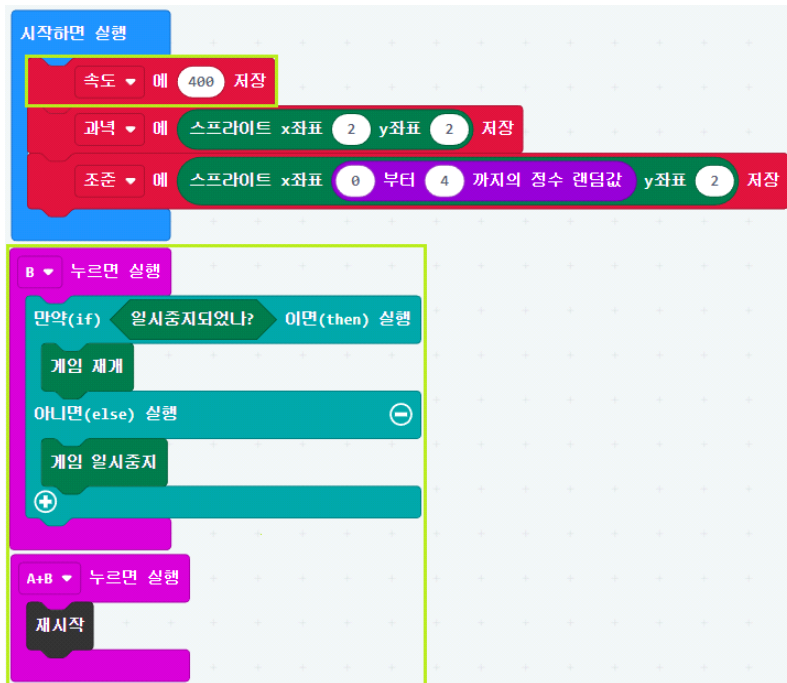 시작하면 실행
속도 에 400 저장
과녁 에 스프라이트 x좌표 2 y좌표 2 저장
조준 에 스프라이트 x좌표 0 부터 4 까지의 정수 랜덤값 y좌표 2 저장
B 누르면 실행
만약(if) 일시중지되었나? 이면(then) 실행
게임 재개
아니면(else) 실행
게임 일시중지
A+B 누르면 실행
재시작